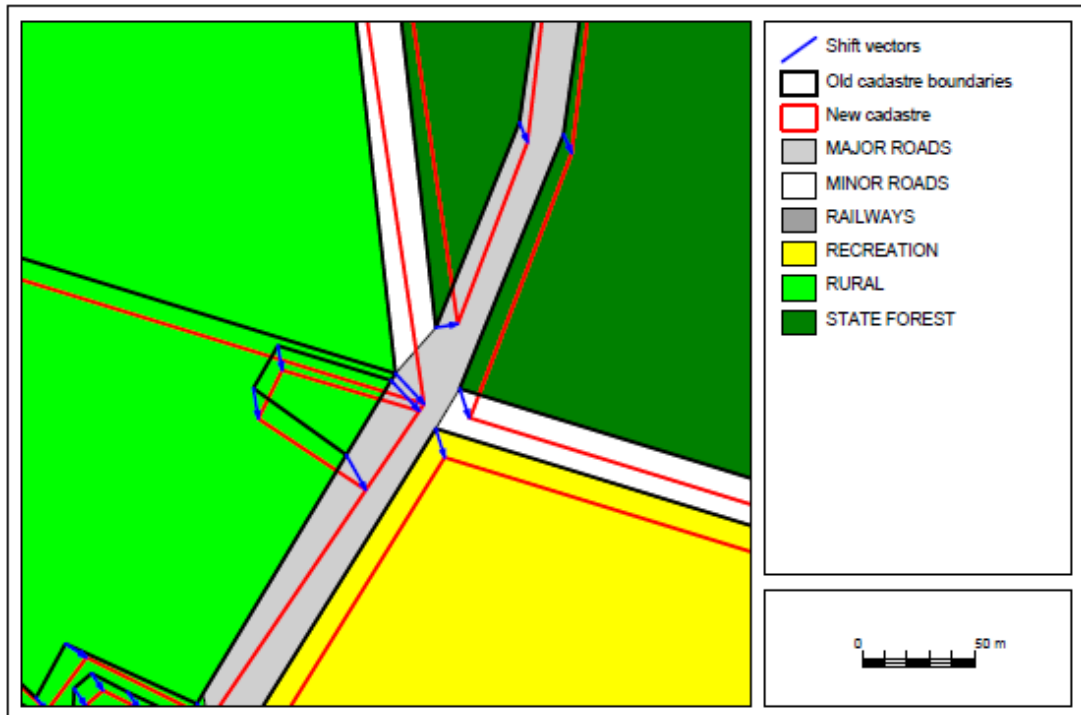 Shift vectors
Old cadastre boundaries
New cadastre
MAJOR ROADS
MINOR ROADS
RAILWAYS
RECREATION
RURAL
STATE FOREST
0 50 m